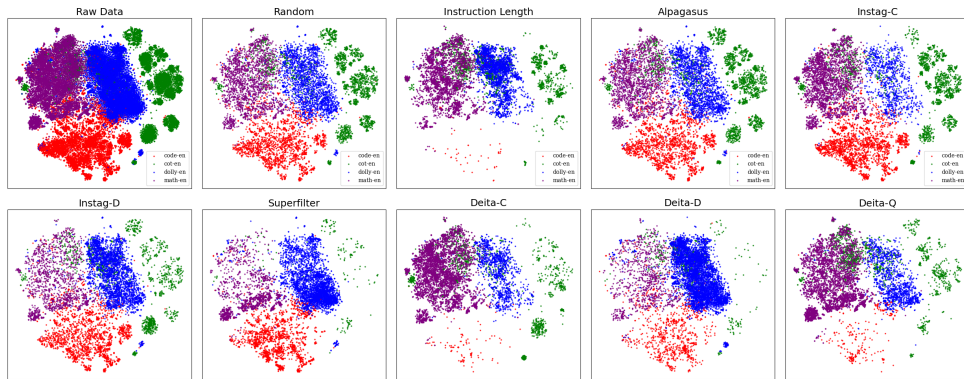 Raw Data
code-en
cot-en
dolly-en
math-en
Random
code-en
cot-en
dolly-en
math-en
Instruction Length
code-en
cot-en
dolly-en
math-en
Alpagasus
code-en
cot-en
dolly-en
math-en
Instag-C
code-en
cot-en
dolly-en
math-en
Instag-D
Superfilter
Deita-C
Deita-D
Deita-Q